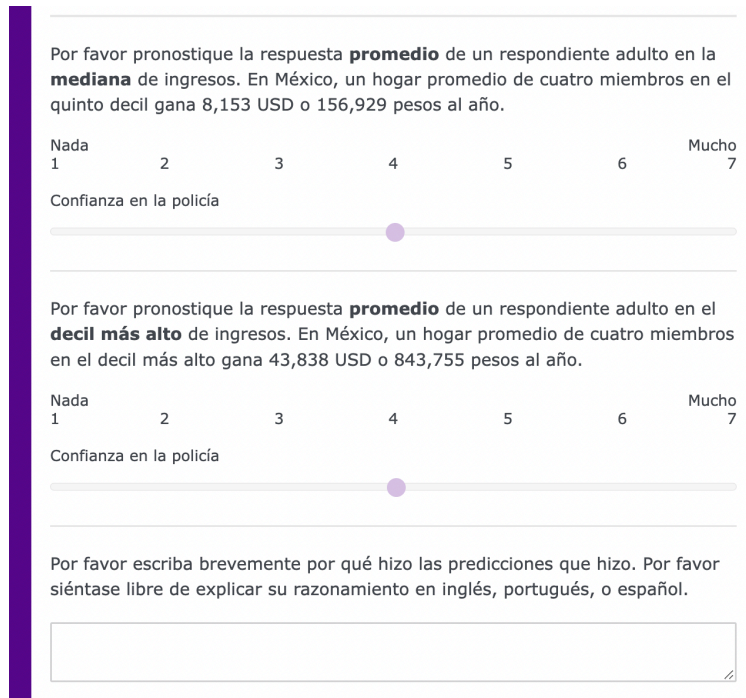 Por favor pronostique la respuesta promedio de un respondiente adulto en la
mediana de ingresos. En México, un hogar promedio de cuatro miembros en el
quinto decil gana 8,153 USD o 156,929 pesos al año.
Nada Mucho
1 2 3 4 5 6 7
Confianza en la policía
Por favor pronostique la respuesta promedio de un respondiente adulto en el
decil más alto de ingresos. En México, un hogar promedio de cuatro miembros
en el decil más alto gana 43,838 USD o 843,755 pesos al año.
Nada Mucho
1 2 3 4 5 6 7
Confianza en la policía
Por favor escriba brevemente por qué hizo las predicciones que hizo. Por favor
siéntase libre de explicar su razonamiento en inglés, portugués, o español.